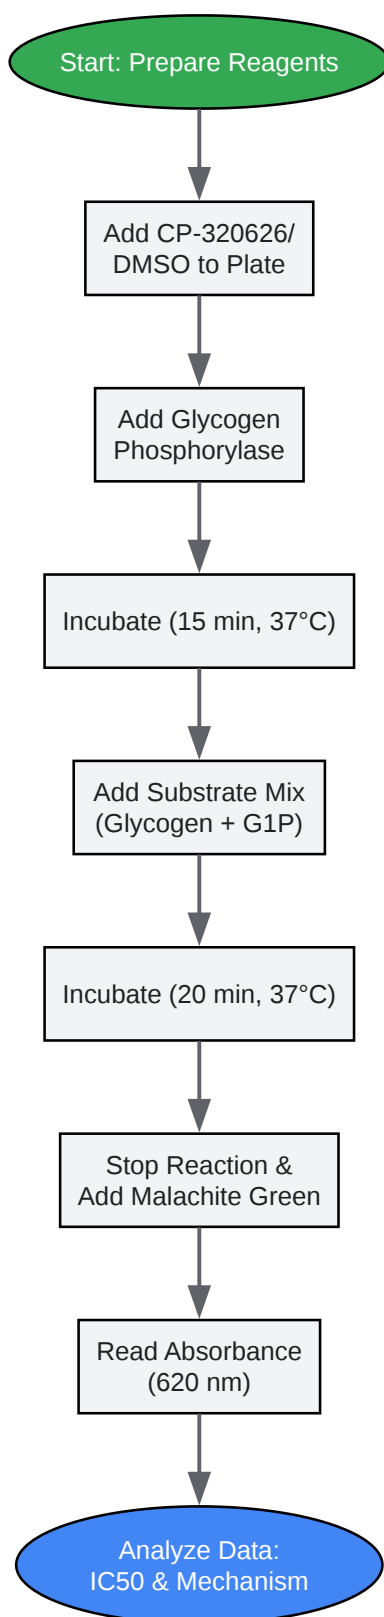 Start: Prepare Reagents
Add CP-320626/
DMSO to Plate
Add Glycogen
Phosphorylase
Incubate (15 min, 37°C)
Add Substrate Mix
(Glycogen + G1P)
Incubate (20 min, 37°C)
Stop Reaction &
Add Malachite Green
Read Absorbance
(620 nm)
Analyze Data:
IC50 & Mechanism